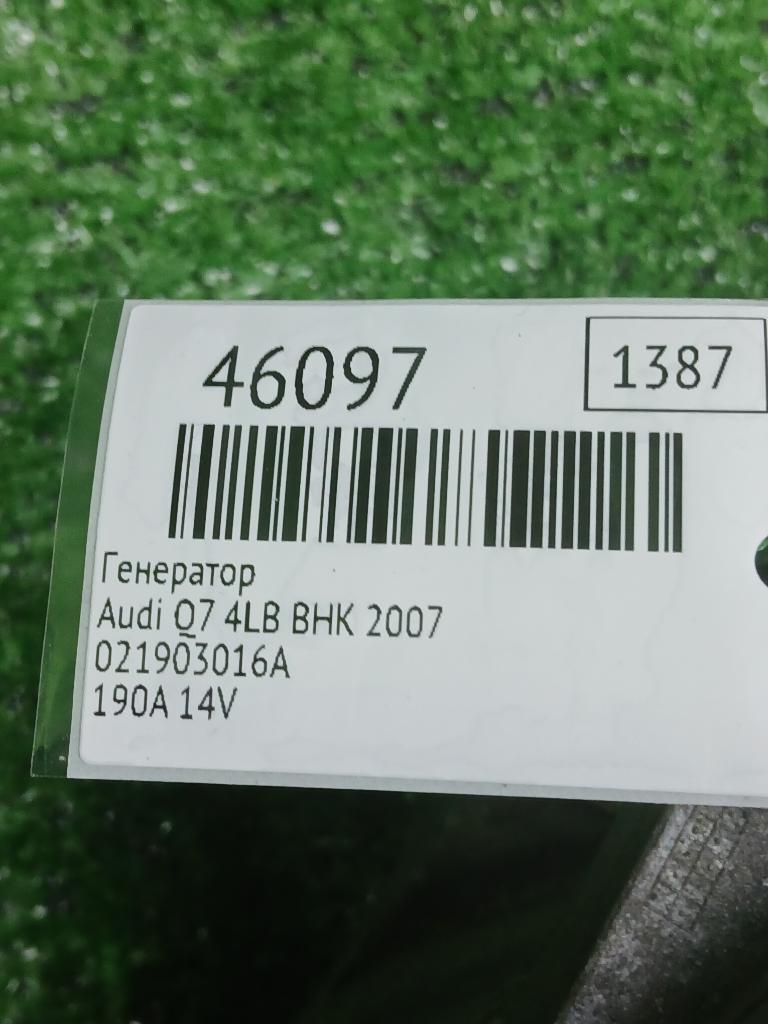 46097
1387
Генератор
Audi Q7 4LB BHK 2007
021903016A
190A 14V